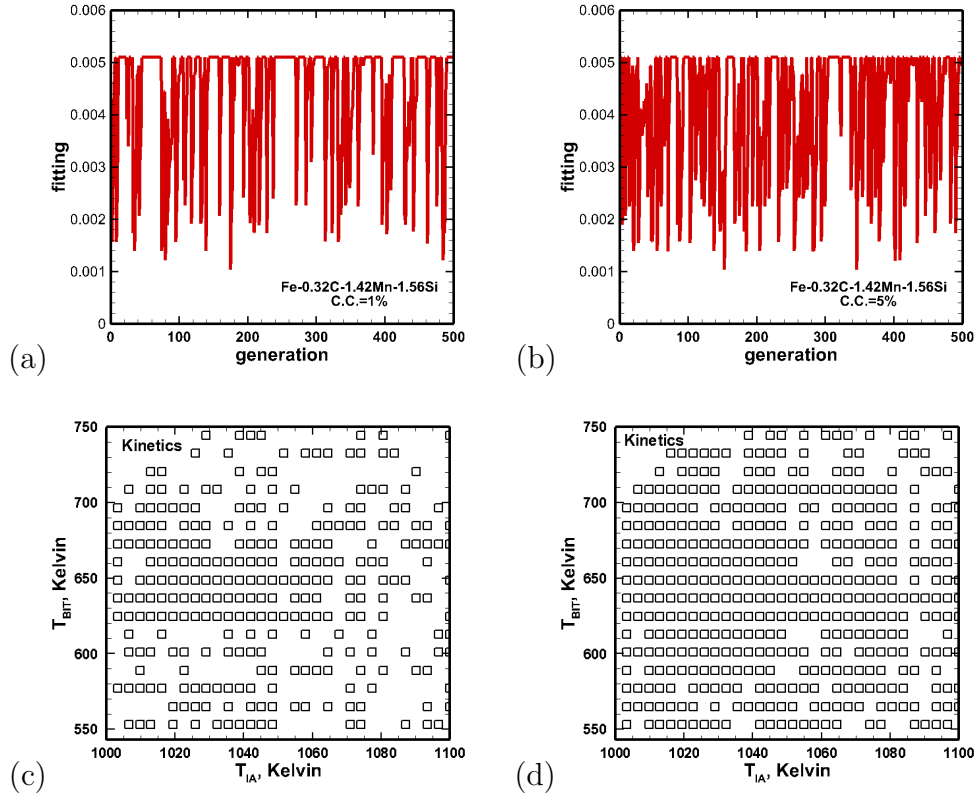 0.006
0.005
0.004
0.003
0.002
0.001
0
fitting
Fe-0.32C-1.42Mn-1.56Si
C.C.=1%
0 100 200 300 400 500
generation
(a)
0.006
0.005
0.004
0.003
0.002
0.001
0
fitting
Fe-0.32C-1.42Mn-1.56Si
C.C.=5%
0 100 200 300 400 500
generation
(b)
750
700
650
600
550
T_BIT, Kelvin
Kinetics
1000 1020 1040 1060 1080 1100
T_IA, Kelvin
(c)
750
700
650
600
550
T_BIT, Kelvin
Kinetics
1000 1020 1040 1060 1080 1100
T_IA, Kelvin
(d)